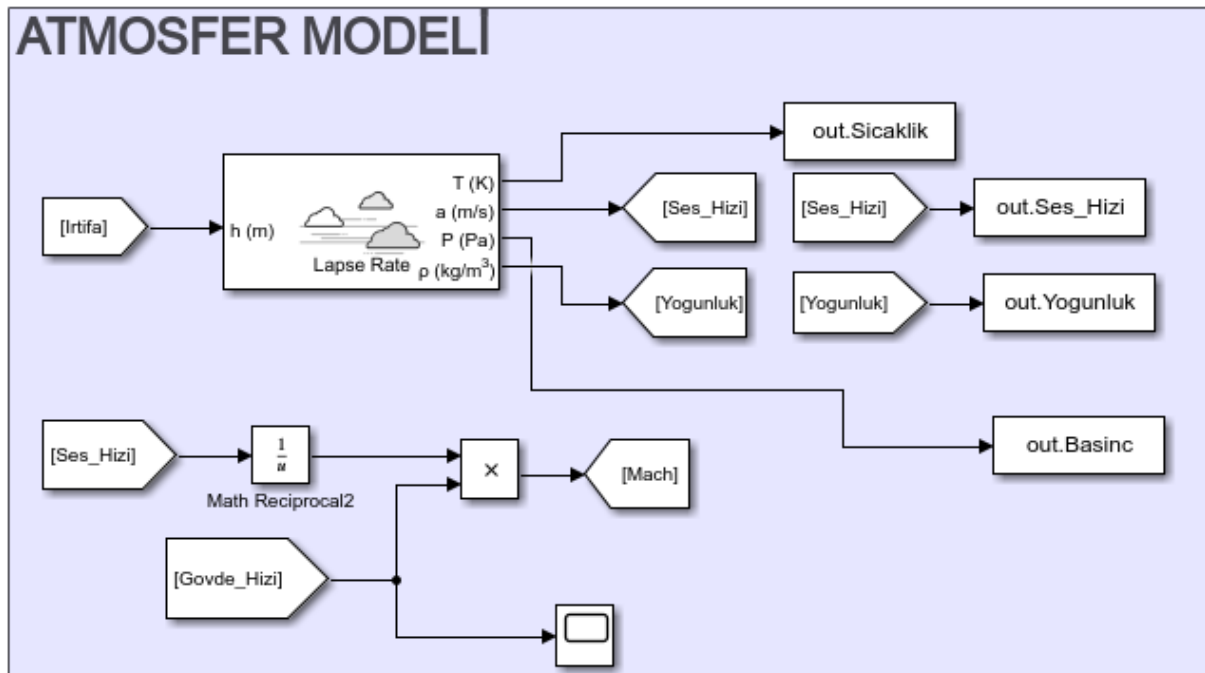 ATMOSFER MODELİ
out.Sicaklik
T (K)
[Irtifa]
h (m)
a (m/s)
[Ses_Hizi]
[Ses_Hizi]
out.Ses_Hizi
P (Pa)
Lapse Rate
ρ (kg/m³)
[Yogunluk]
[Yogunluk]
out.Yogunluk
[Ses_Hizi]
1
u
×
[Mach]
out.Basinc
Math Reciprocal2
[Govde_Hizi]